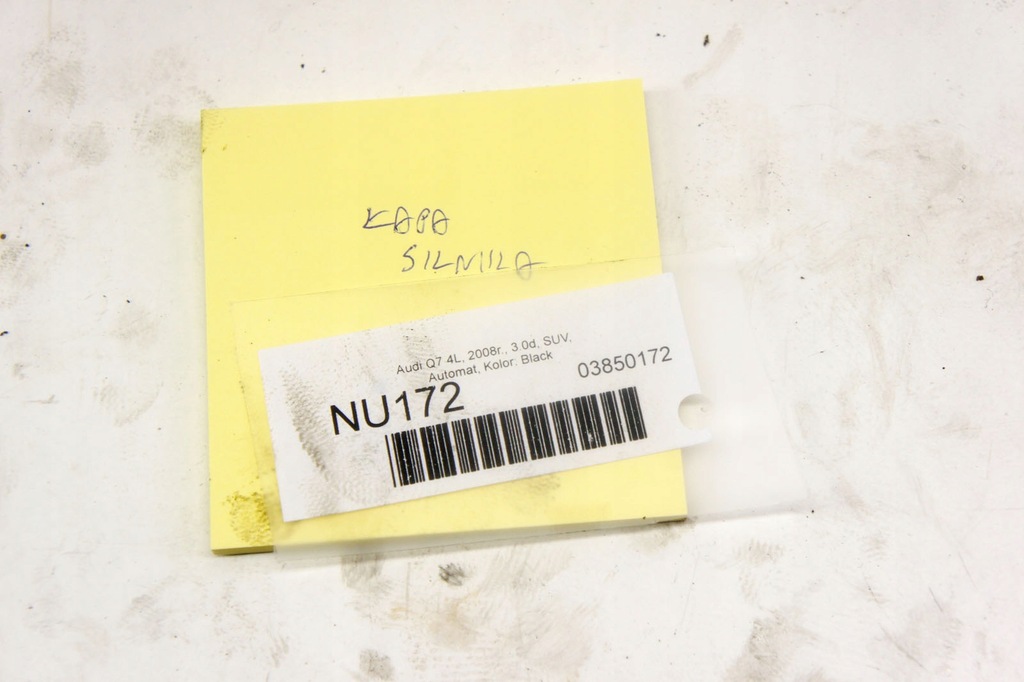 KAPA
SILNIKA
Audi Q7 4L, 2008r., 3.0d, SUV,
Automat, Kolor: Black
03850172
NU172